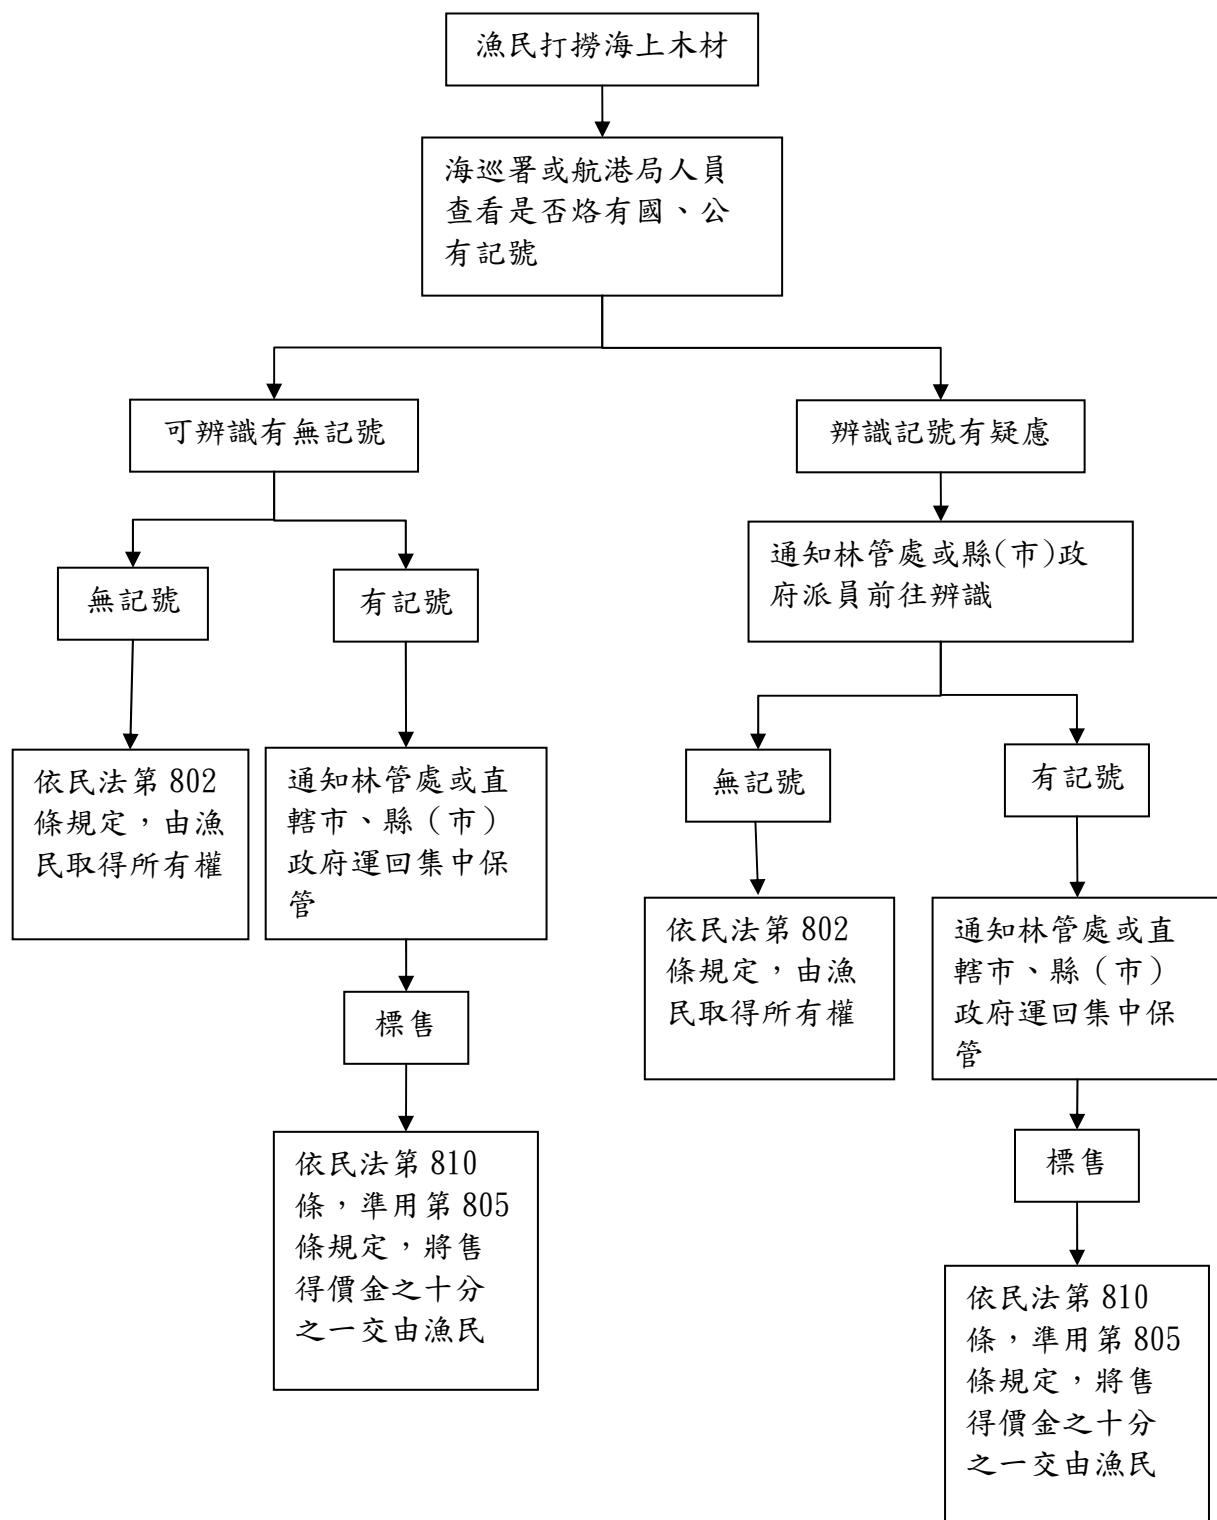 漁民打撈海上木材
海巡署或航港局人員
查看是否烙有國、公
有記號
可辨識有無記號
辨識記號有疑慮
通知林管處或縣(市)政
府派員前往辨識
無記號
有記號
無記號
有記號
依民法第 802
條規定，由漁
民取得所有權
通知林管處或直
轄市、縣（市）
政府運回集中保
管
依民法第 802
條規定，由漁
民取得所有權
通知林管處或直
轄市、縣（市）
政府運回集中保
管
標售
標售
依民法第 810
條，準用第 805
條規定，將售
得價金之十分
之一交由漁民
依民法第 810
條，準用第 805
條規定，將售
得價金之十分
之一交由漁民